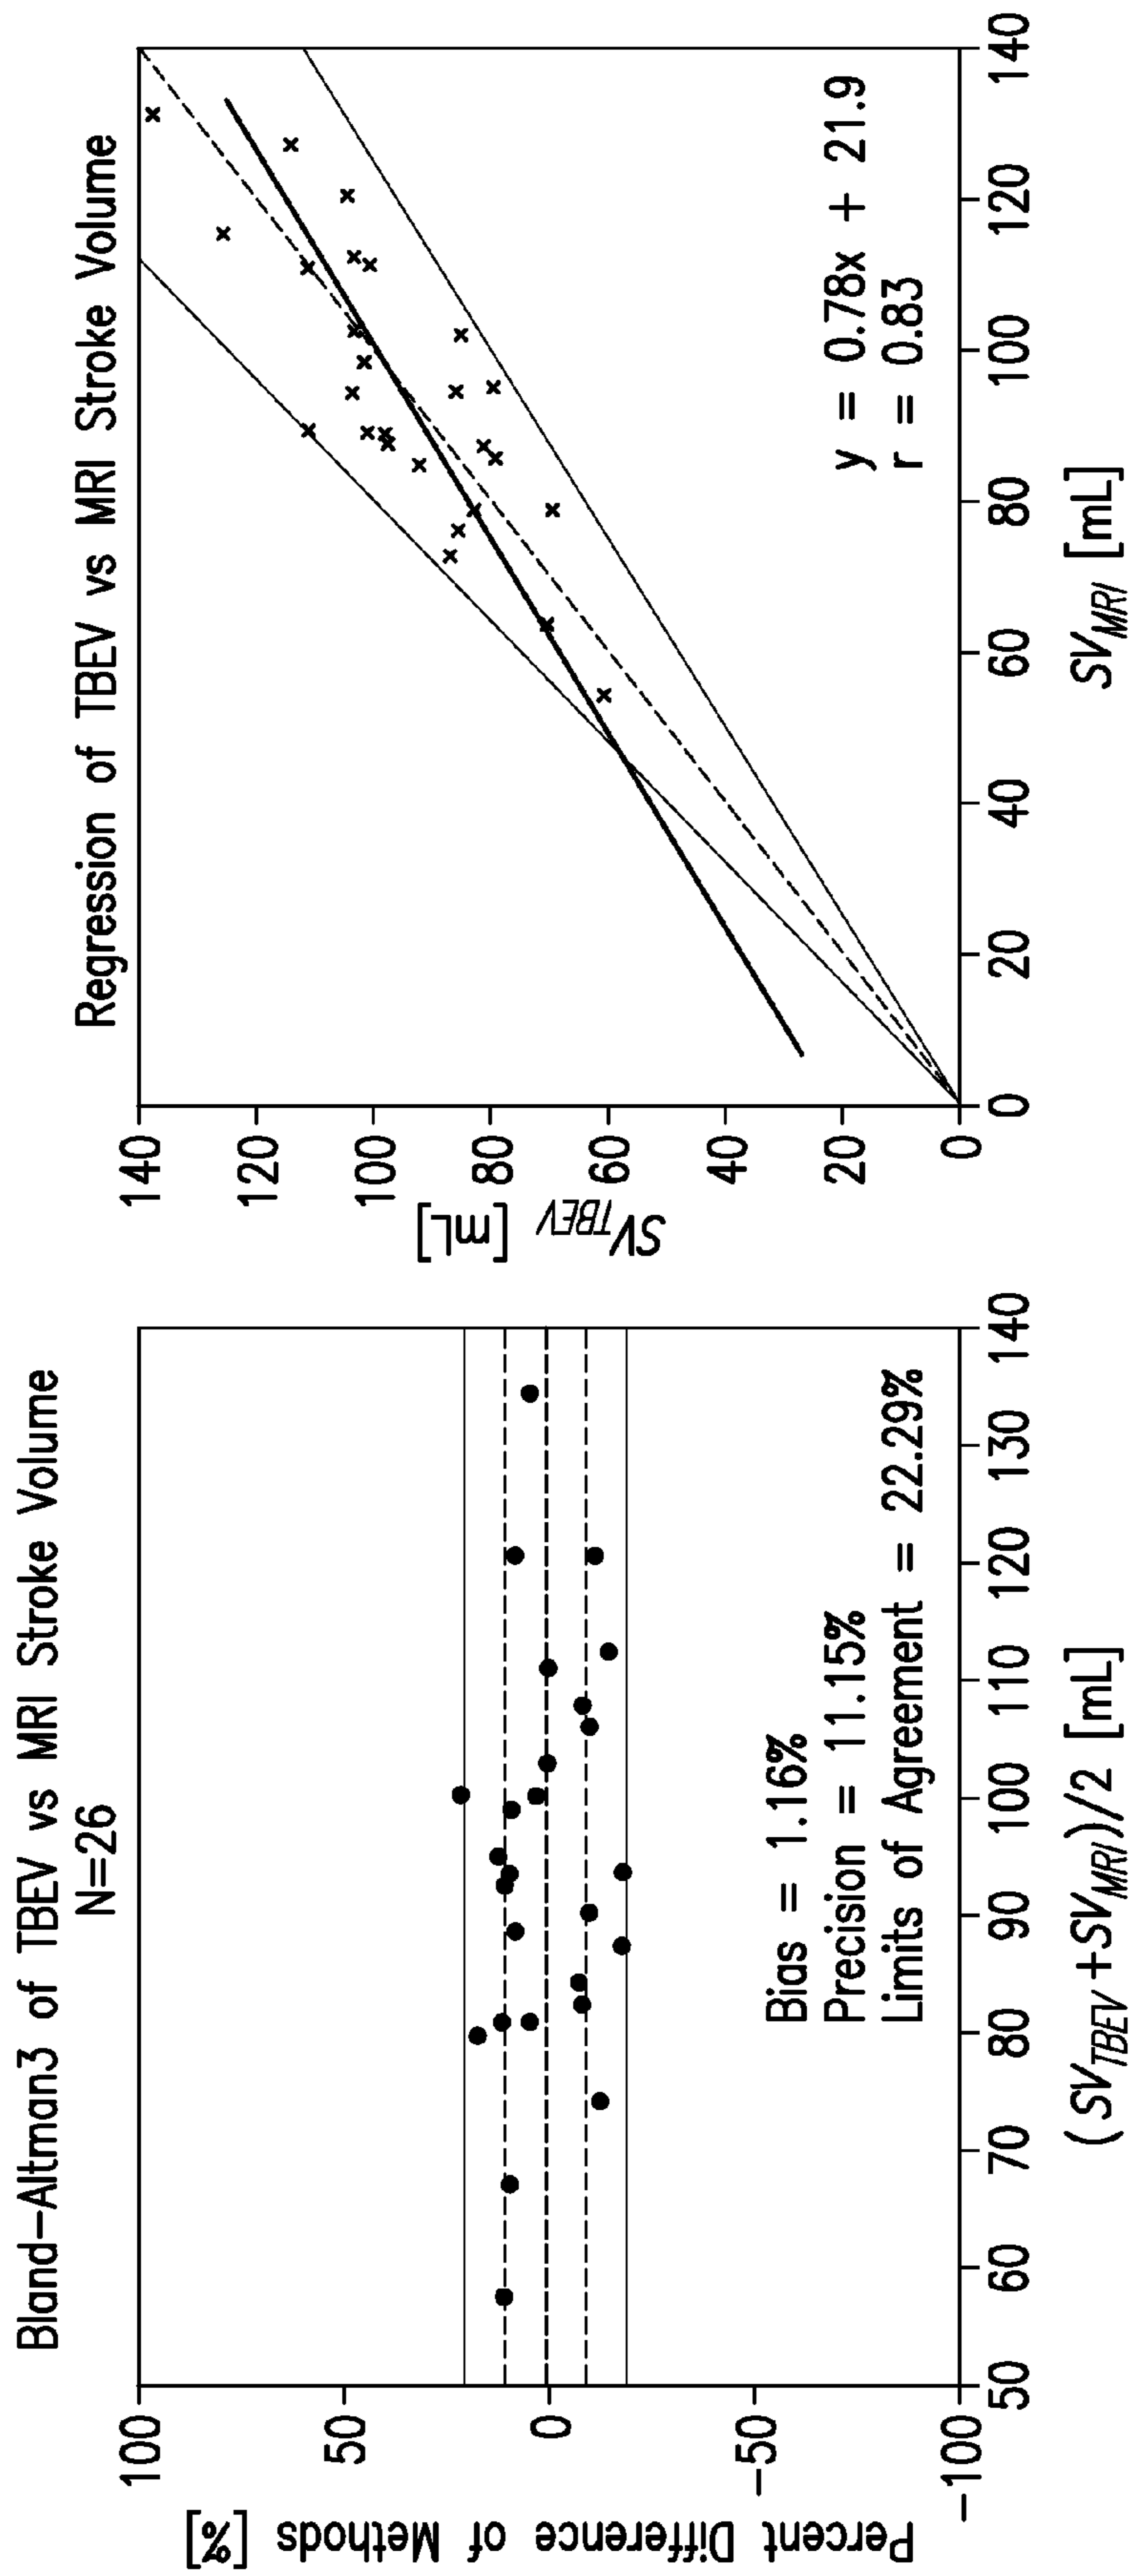 Bland-Altman3 of TBEV vs MRI Stroke Volume
N=26
Percent Difference of Methods [%]
100
50
0
-50
-100
Bias = 1.16%
Precision = 11.15%
Limits of Agreement = 22.29%
50 60 70 80 90 100 110 120 130 140
(SVTBEV+SVMRI)/2 [mL]
Regression of TBEV vs MRI Stroke Volume
SVTBEV [mL]
140
120
100
80
60
40
20
0
y = 0.78x + 21.9
r = 0.83
0 20 40 60 80 100 120 140
SVMRI [mL]